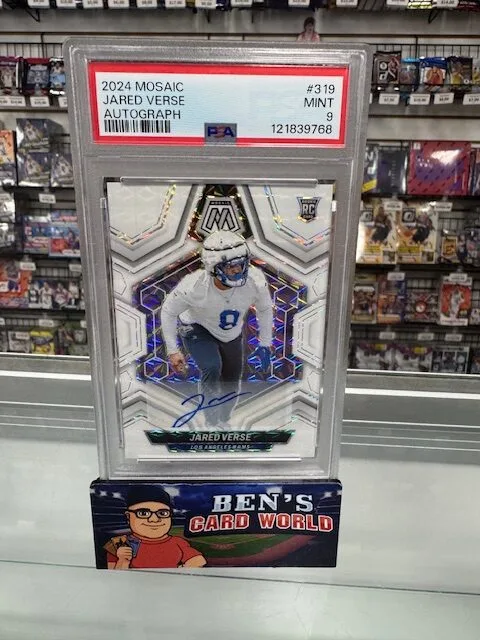 2024 MOSAIC #319
JARED VERSE MINT
AUTOGRAPH 9
PSA 121839768
MOSAIC
M
RC
8
JARED VERSE
LOS ANGELES RAMS
BEN'S
CARD WORLD